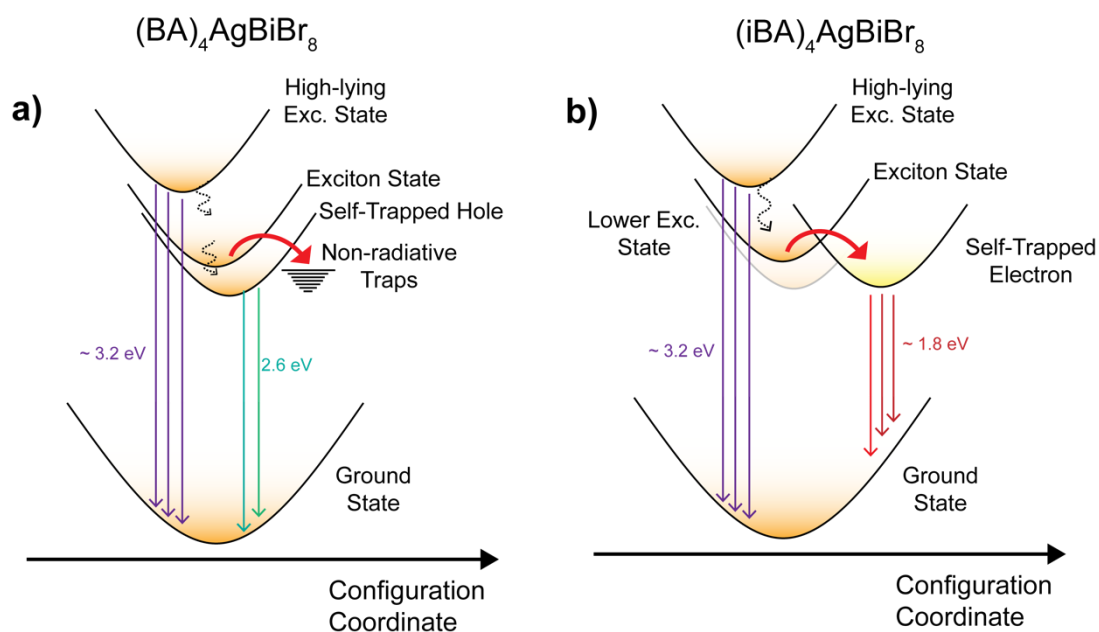 (BA)₄AgBiBr₈
a)
High-lying
Exc. State
Exciton State
Self-Trapped Hole
Non-radiative
Traps
~ 3.2 eV
2.6 eV
Ground
State
Configuration
Coordinate
(iBA)₄AgBiBr₈
b)
High-lying
Exc. State
Exciton State
Lower Exc.
State
Self-Trapped
Electron
~ 3.2 eV
~ 1.8 eV
Ground
State
Configuration
Coordinate